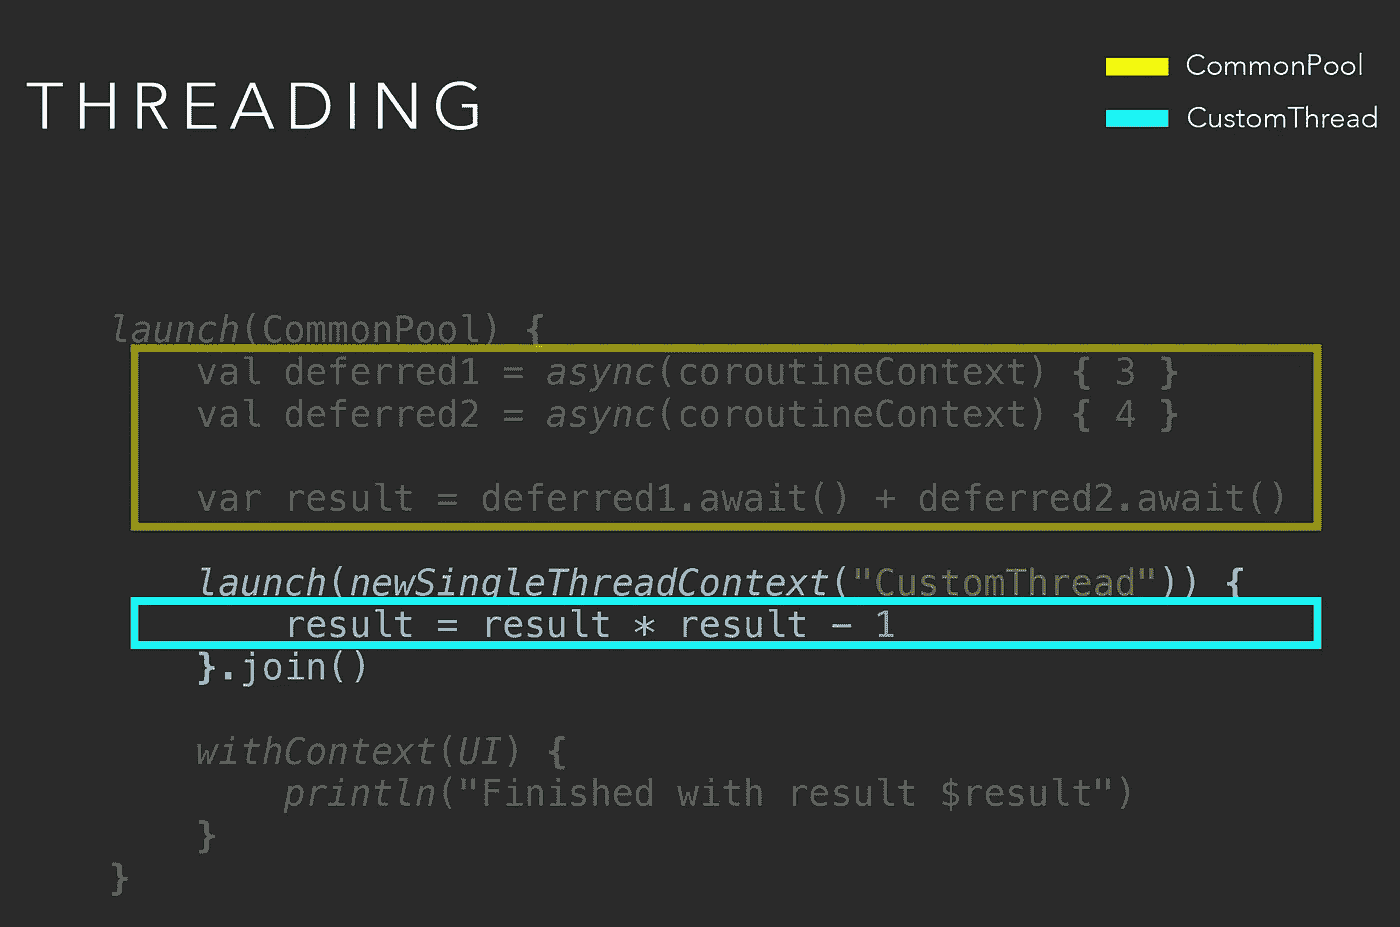 THREADING
CommonPool
CustomThread
launch(CommonPool) {
    val deferred1 = async(coroutineContext) { 3 }
    val deferred2 = async(coroutineContext) { 4 }
    var result = deferred1.await() + deferred2.await()
    launch(newSingleThreadContext("CustomThread")) {
        result = result * result - 1
    }.join()
    withContext(UI) {
        println("Finished with result $result")
    }
}